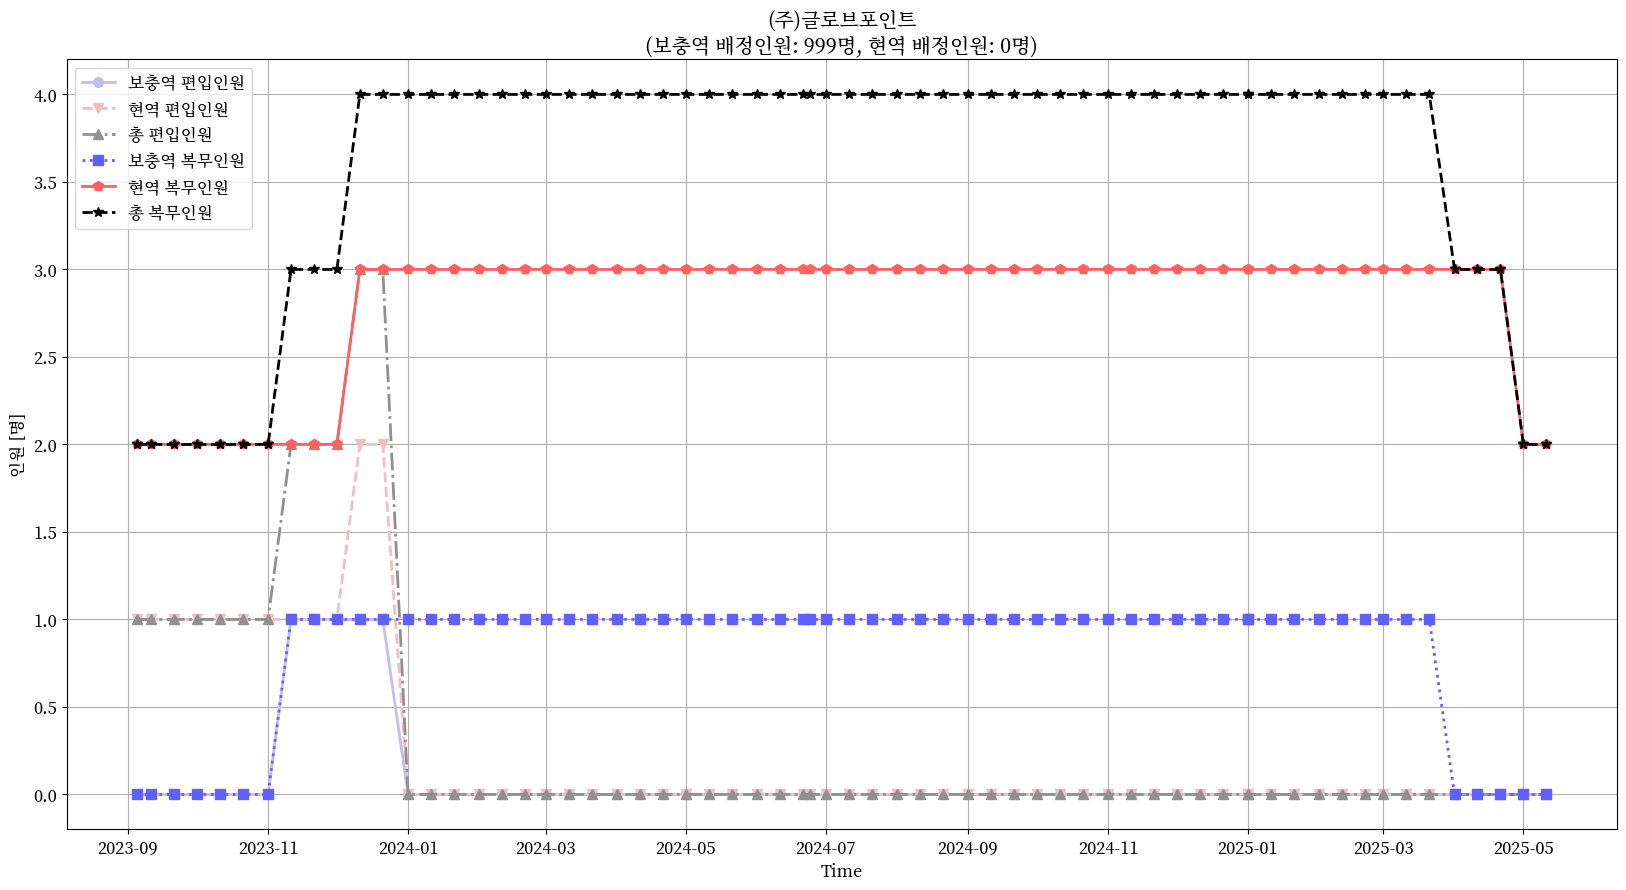 (주)글로브포인트
(보충역 배정인원: 999명, 현역 배정인원: 0명)
보충역 편입인원
현역 편입인원
총 편입인원
보충역 복무인원
현역 복무인원
총 복무인원
인원 [명]
4.0
3.5
3.0
2.5
2.0
1.5
1.0
0.5
0.0
2023-09 2023-11 2024-01 2024-03 2024-05 2024-07 2024-09 2024-11 2025-01 2025-03 2025-05
Time